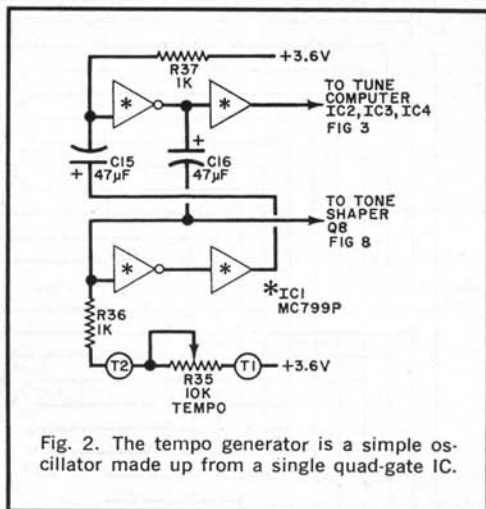 +3.6V
R37
1K
*
*
TO TUNE
COMPUTER
IC2, IC3, IC4
FIG 3
+
C15
47µF
+
C16
47µF
TO TONE
SHAPER
Q8
FIG 8
*
*
*IC1
MC799P
R36
1K
T2
T1
+3.6V
R35
10K
TEMPO
Fig. 2. The tempo generator is a simple os-
cillator made up from a single quad-gate IC.